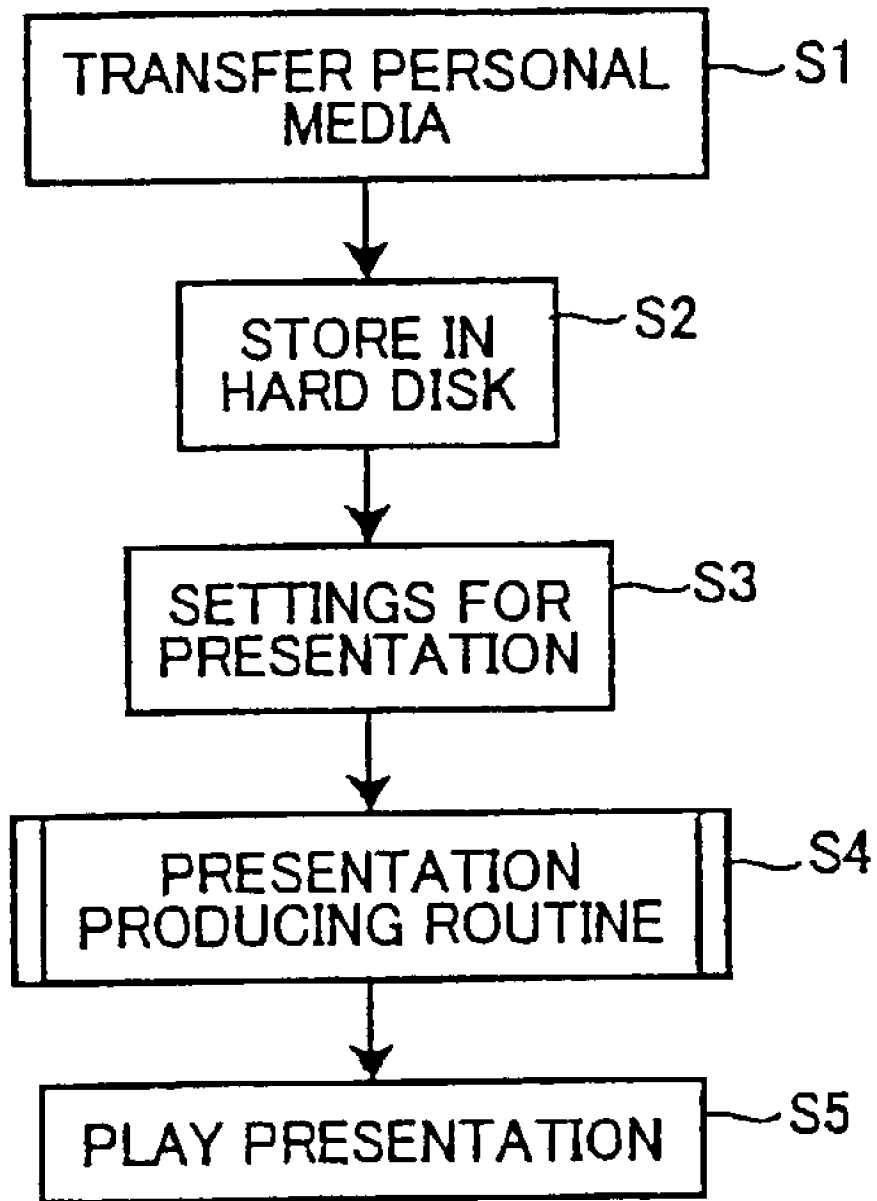 TRANSFER PERSONAL
MEDIA
S1
STORE IN
HARD DISK
S2
SETTINGS FOR
PRESENTATION
S3
PRESENTATION
PRODUCING ROUTINE
S4
PLAY PRESENTATION
S5